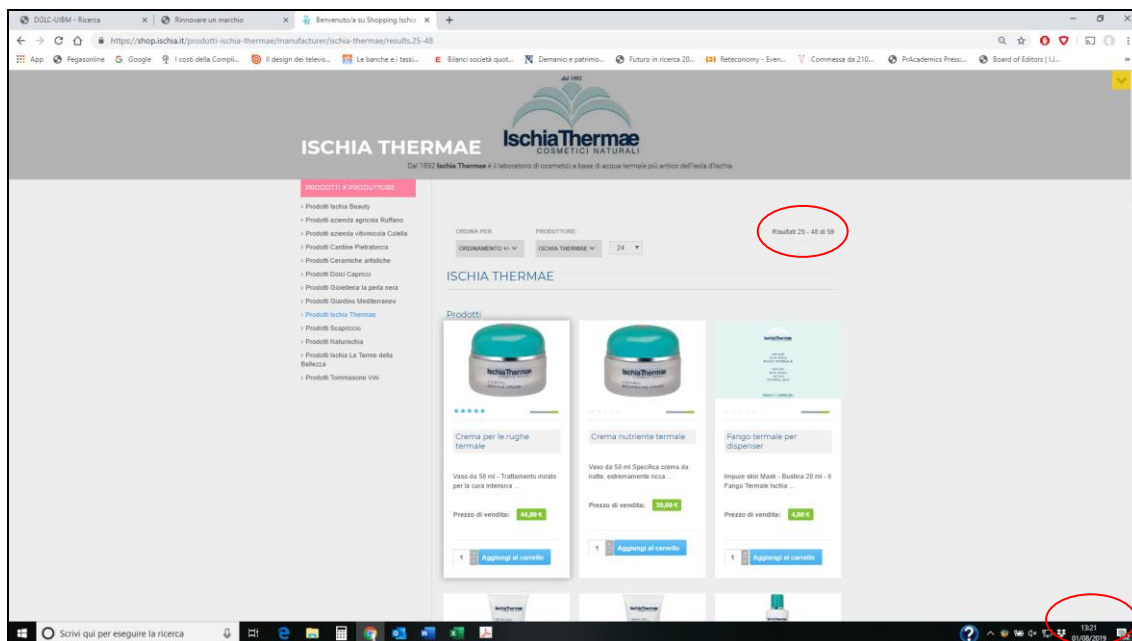 DGLC-UIBM - Ricerca
Rinnovare un marchio
Benvenuto/a su Shopping Ischia
https://shop.ischia.it/prodotti-ischia-thermae/manufacturer/ischia-thermae/results,25-48
App
Pegasonline
Google
I costi della Compli...
Il design dei televis...
Le banche e i tassi...
Bilanci società quot...
Demanio e patrimo...
Futuro in ricerca 20...
Reteconomy - Even...
Commessa da 210...
PrAcademics Press:...
Board of Editors | I.I...
dal 1892
IschiaThermae
COSMETICI NATURALI
ISCHIA THERMAE
Dal 1892 Ischia Thermae è il laboratorio di cosmetici a base di acqua termale più antico dell'isola d'Ischia.
PRODOTTI X PRODUTTORE
› Prodotti Ischia Beauty
› Prodotti azienda agricola Ruffano
› Prodotti azienda vitivinicola Colella
› Prodotti Cantine Pietratorcia
› Prodotti Ceramiche artistiche
› Prodotti Dolci Capricci
› Prodotti Gioielleria la perla nera
› Prodotti Giardino Mediterraneo
› Prodotti Ischia Thermae
› Prodotti Scapriccio
› Prodotti Naturischia
› Prodotti Ischia Le Terme della
Bellezza
› Prodotti Tommasone Vini
ORDINA PER
PRODUTTORE:
Risultati 25 - 48 di 59
ORDINAMENTO +/-
ISCHIA THERMAE
24
ISCHIA THERMAE
Prodotti
IschiaThermae
IschiaThermae
IschiaThermae
Crema per le rughe
termale
Vaso da 50 ml - Trattamento mirato
per la cura intensiva ...
Prezzo di vendita: 44,00 €
1 Aggiungi al carrello
Crema nutriente termale
Vaso da 50 ml Specifica crema da
notte, estremamente ricca ...
Prezzo di vendita: 39,00 €
1 Aggiungi al carrello
Fango termale per
dispenser
Impure skin Mask - Bustina 20 ml - Il
Fango Termale Ischia ...
Prezzo di vendita: 4,00 €
1 Aggiungi al carrello
IschiaThermae
IschiaThermae
Scrivi qui per eseguire la ricerca
13:21
01/08/2019